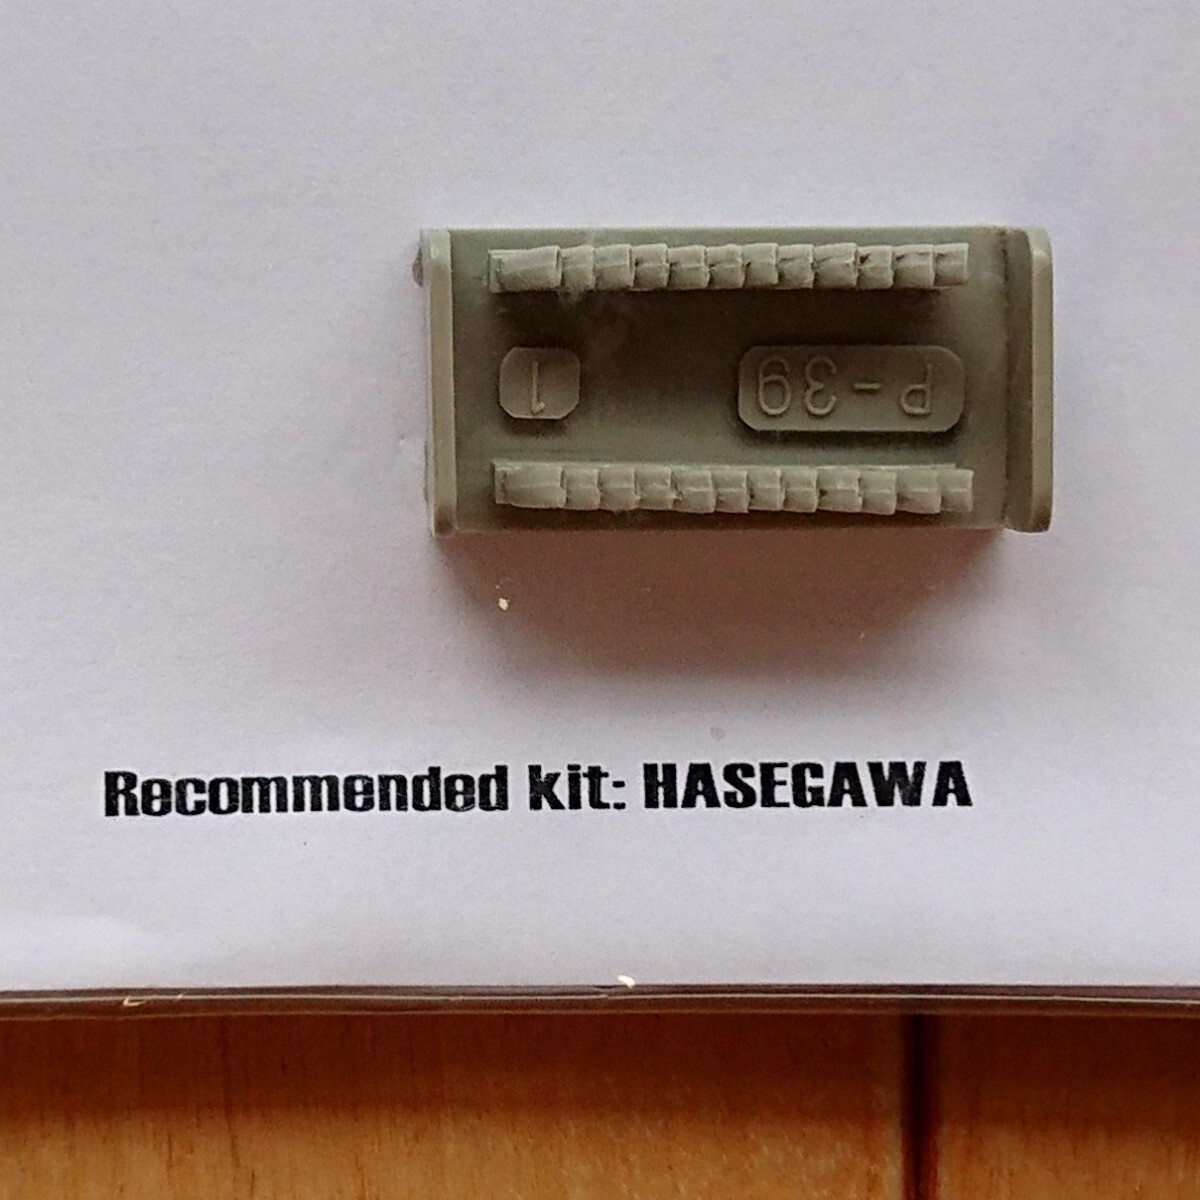 P-39
1
Recommended kit: HASEGAWA